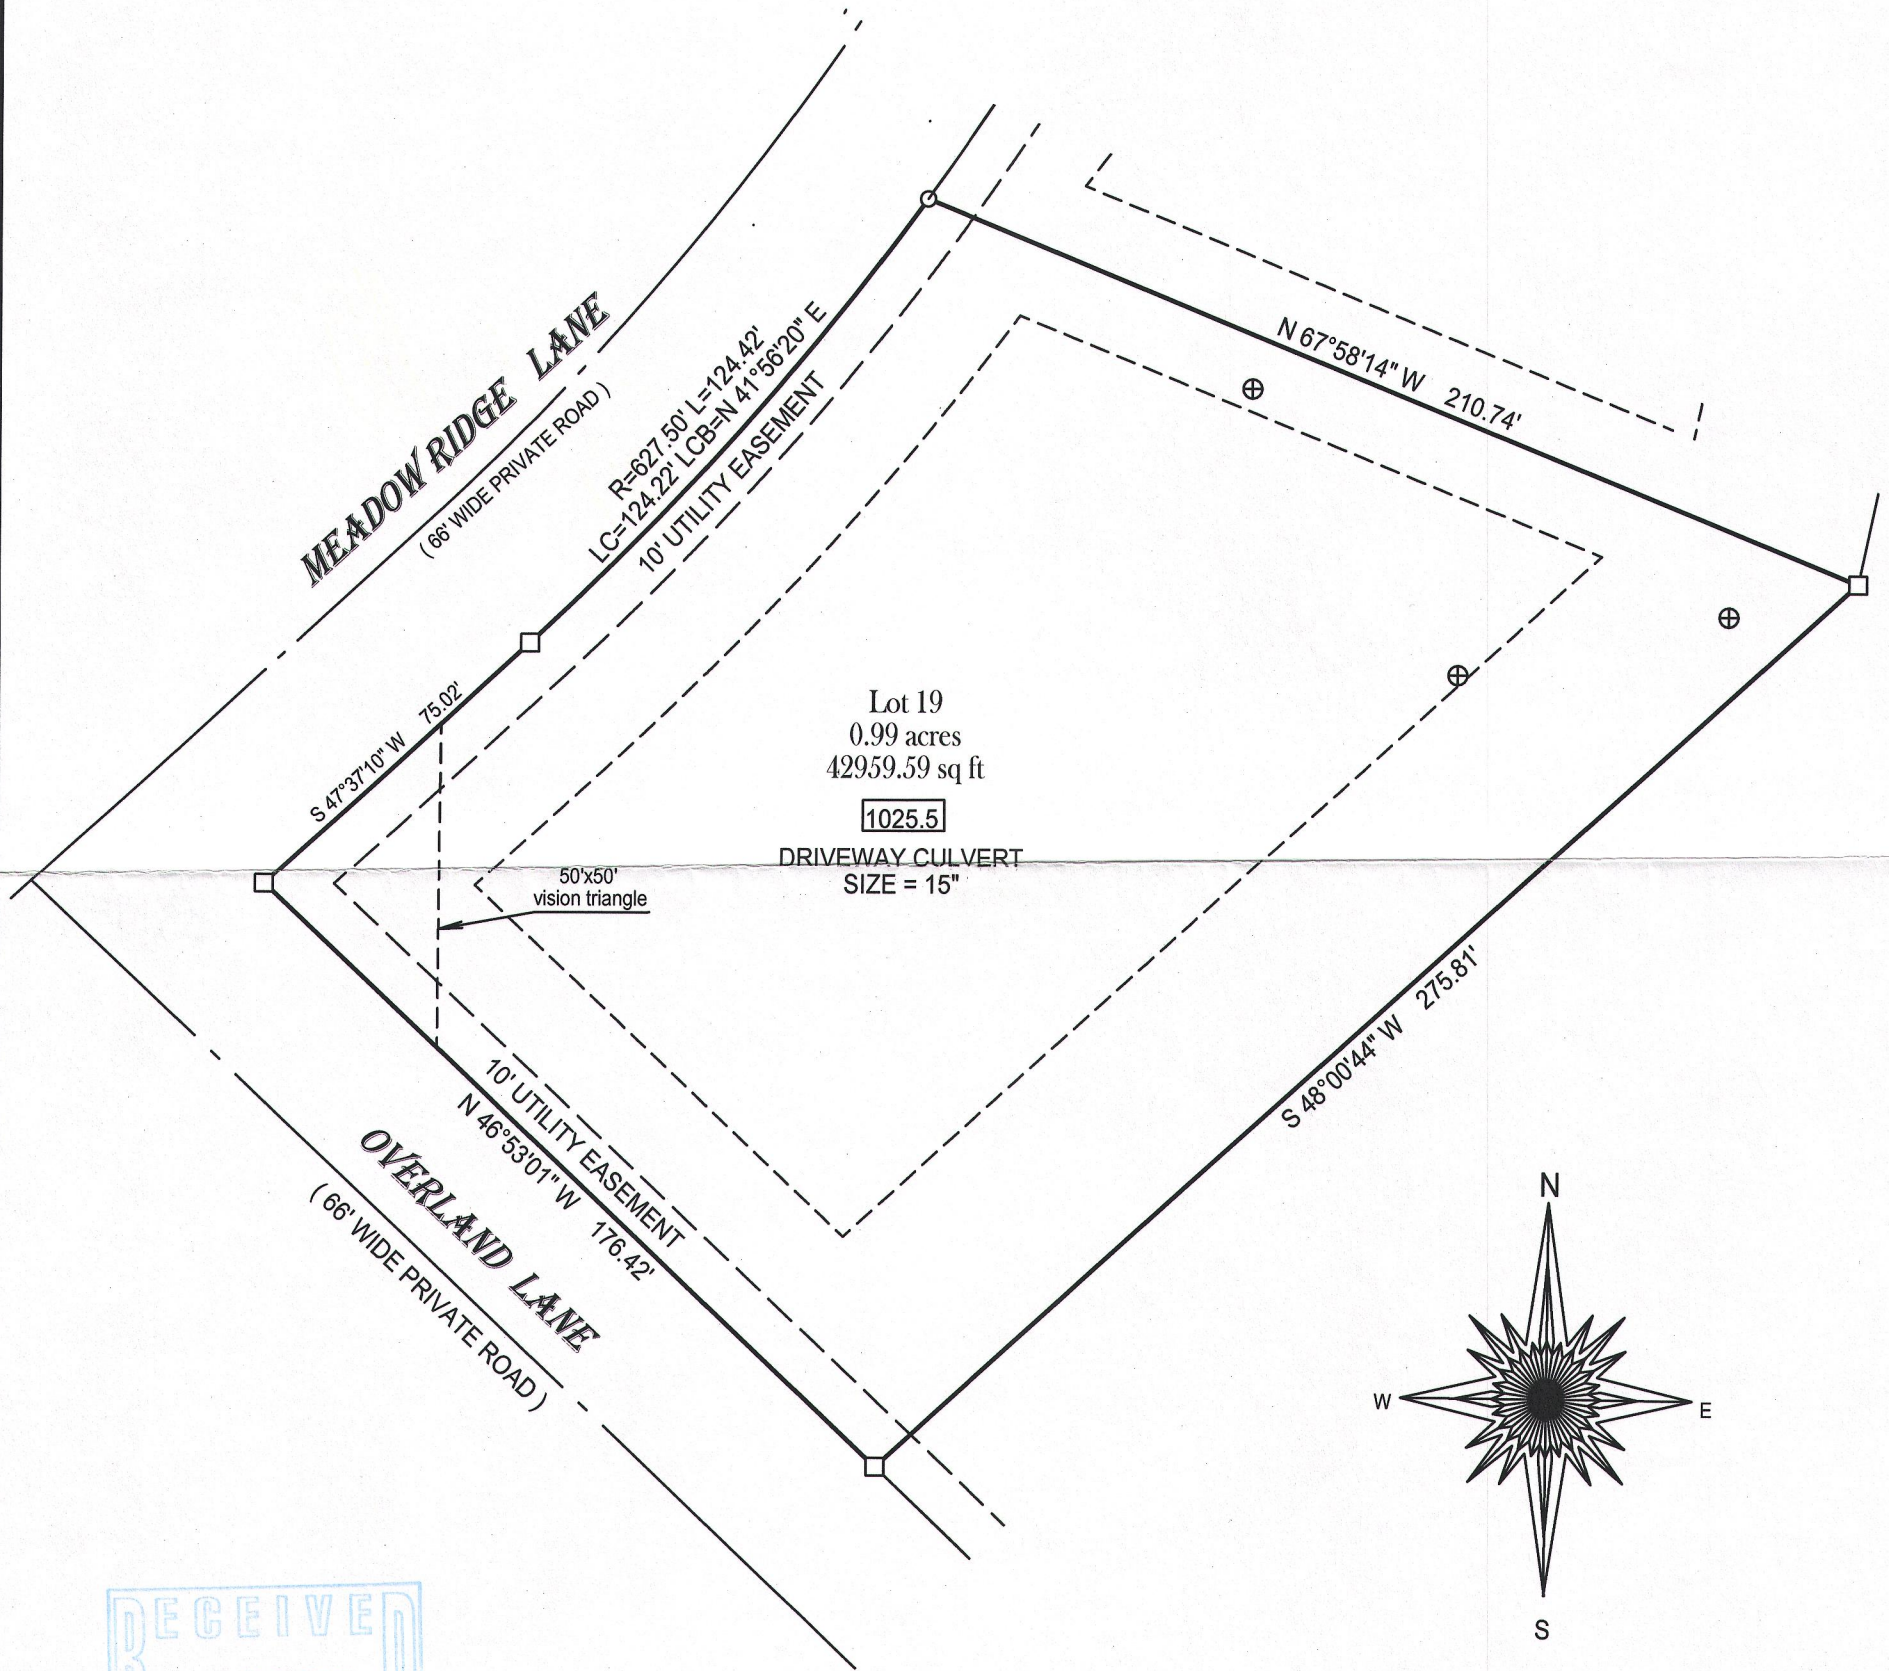 MEADOW RIDGE LANE
( 66' WIDE PRIVATE ROAD )
R=627.50' L=124.42'
LC=124.22' LCB=N 41°56'20" E
10' UTILITY EASEMENT
N 67°58'14" W 210.74'
S 47°37'10" W 75.02'
Lot 19
0.99 acres
42959.59 sq ft
1025.5
DRIVEWAY CULVERT
SIZE = 15"
50'x50'
vision triangle
S 48°00'44" W 275.81'
10' UTILITY EASEMENT
N 46°53'01" W 176.42'
OVERLAND LANE
( 66' WIDE PRIVATE ROAD )
N
W
E
S
RECEIVED